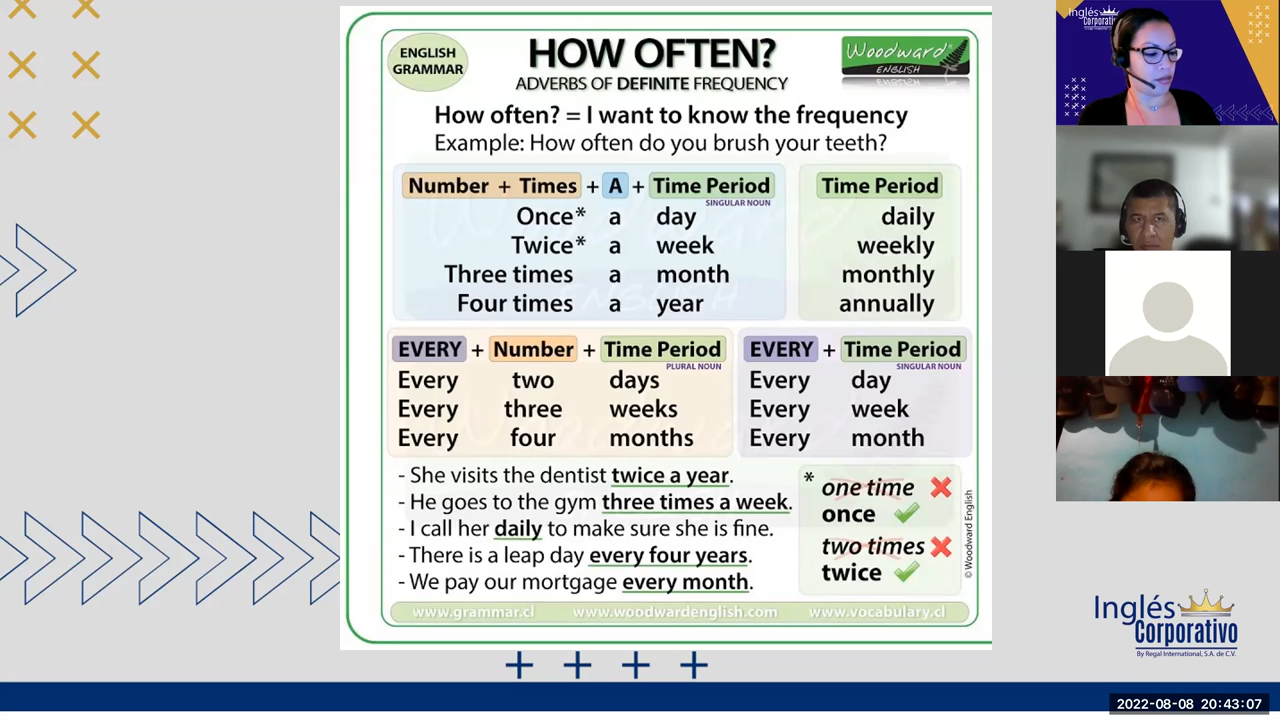 ENGLISH
GRAMMAR
HOW OFTEN?
ADVERBS OF DEFINITE FREQUENCY
Woodward®
ENGLISH
How often? = I want to know the frequency
Example: How often do you brush your teeth?
Number + Times + A + Time Period
SINGULAR NOUN
Once* a day
Twice* a week
Three times a month
Four times a year
Time Period
daily
weekly
monthly
annually
EVERY + Number + Time Period
PLURAL NOUN
Every two days
Every three weeks
Every four months
EVERY + Time Period
SINGULAR NOUN
Every day
Every week
Every month
- She visits the dentist twice a year.
- He goes to the gym three times a week.
- I call her daily to make sure she is fine.
- There is a leap day every four years.
- We pay our mortgage every month.
* one time
once
two times
twice
© Woodward English
www.grammar.cl www.woodwardenglish.com www.vocabulary.cl
Inglés
Corporativo
Inglés
Corporativo
By Regal International, S.A. de C.V.
2022-08-08 20:43:07